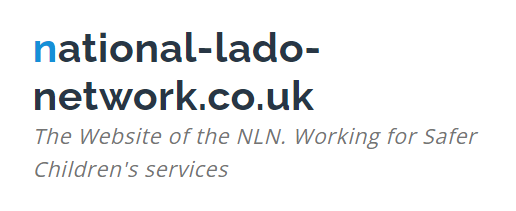 national-lado-
network.co.uk
The Website of the NLN. Working for Safer
Children's services